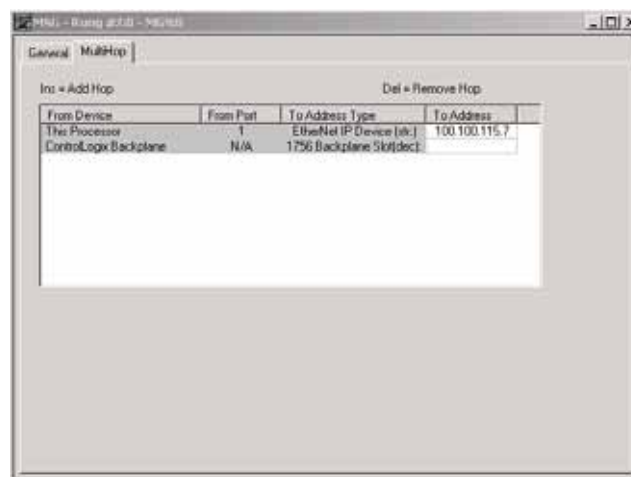 General MultiHop
Ins = Add Hop Del = Remove Hop
From Device From Port To Address Type To Address
This Processor 1 EtherNet IP Device (str.) 100.100.115.7
ControlLogix Backplane N/A 1756 Backplane Slot(dec):